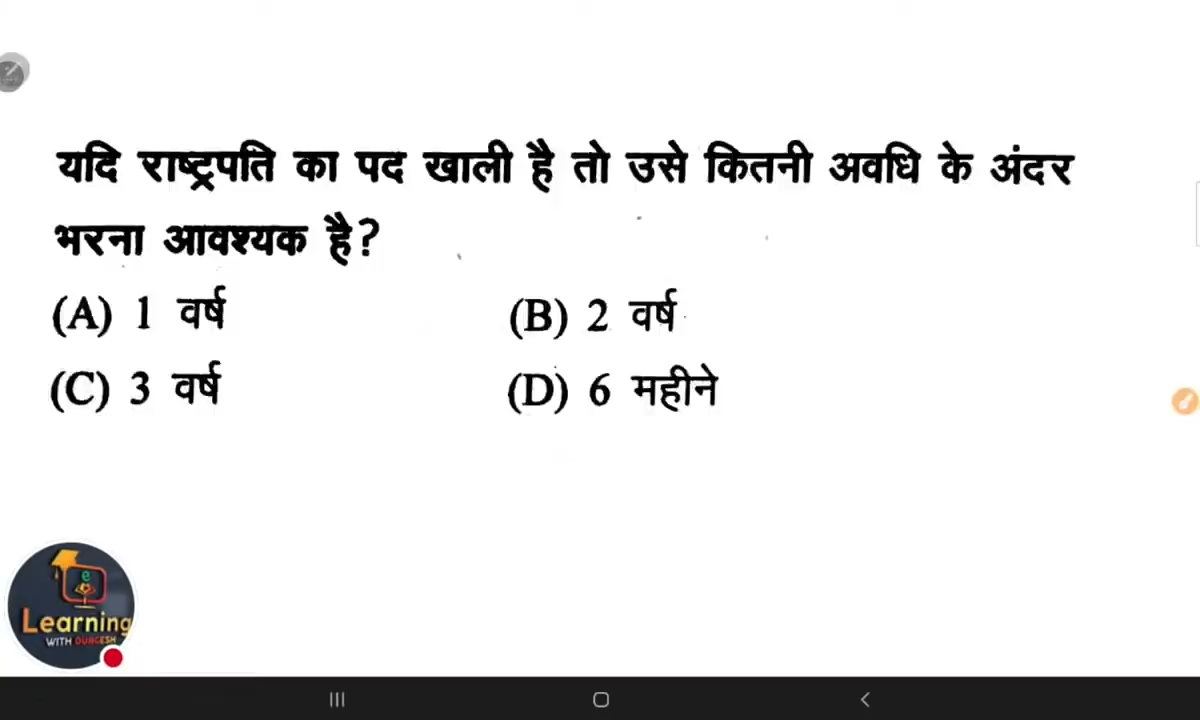 यदि राष्ट्रपति का पद खाली है तो उसे कितनी अवधि के अंदर
भरना आवश्यक है?
(A) 1 वर्ष (B) 2 वर्ष
(C) 3 वर्ष (D) 6 महीने
e
Learning
WITH DURGESH